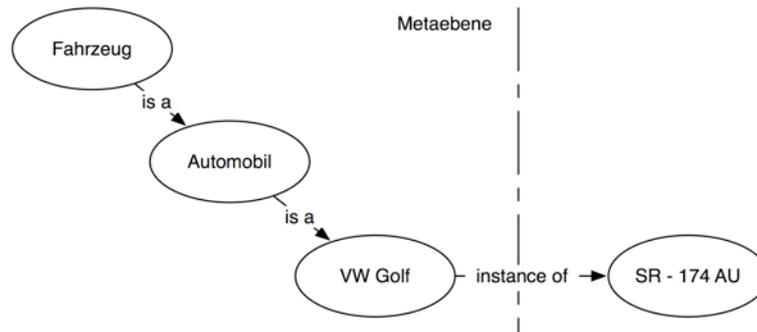 Metaebene
Fahrzeug
is a
Automobil
is a
VW Golf
instance of
SR - 174 AU